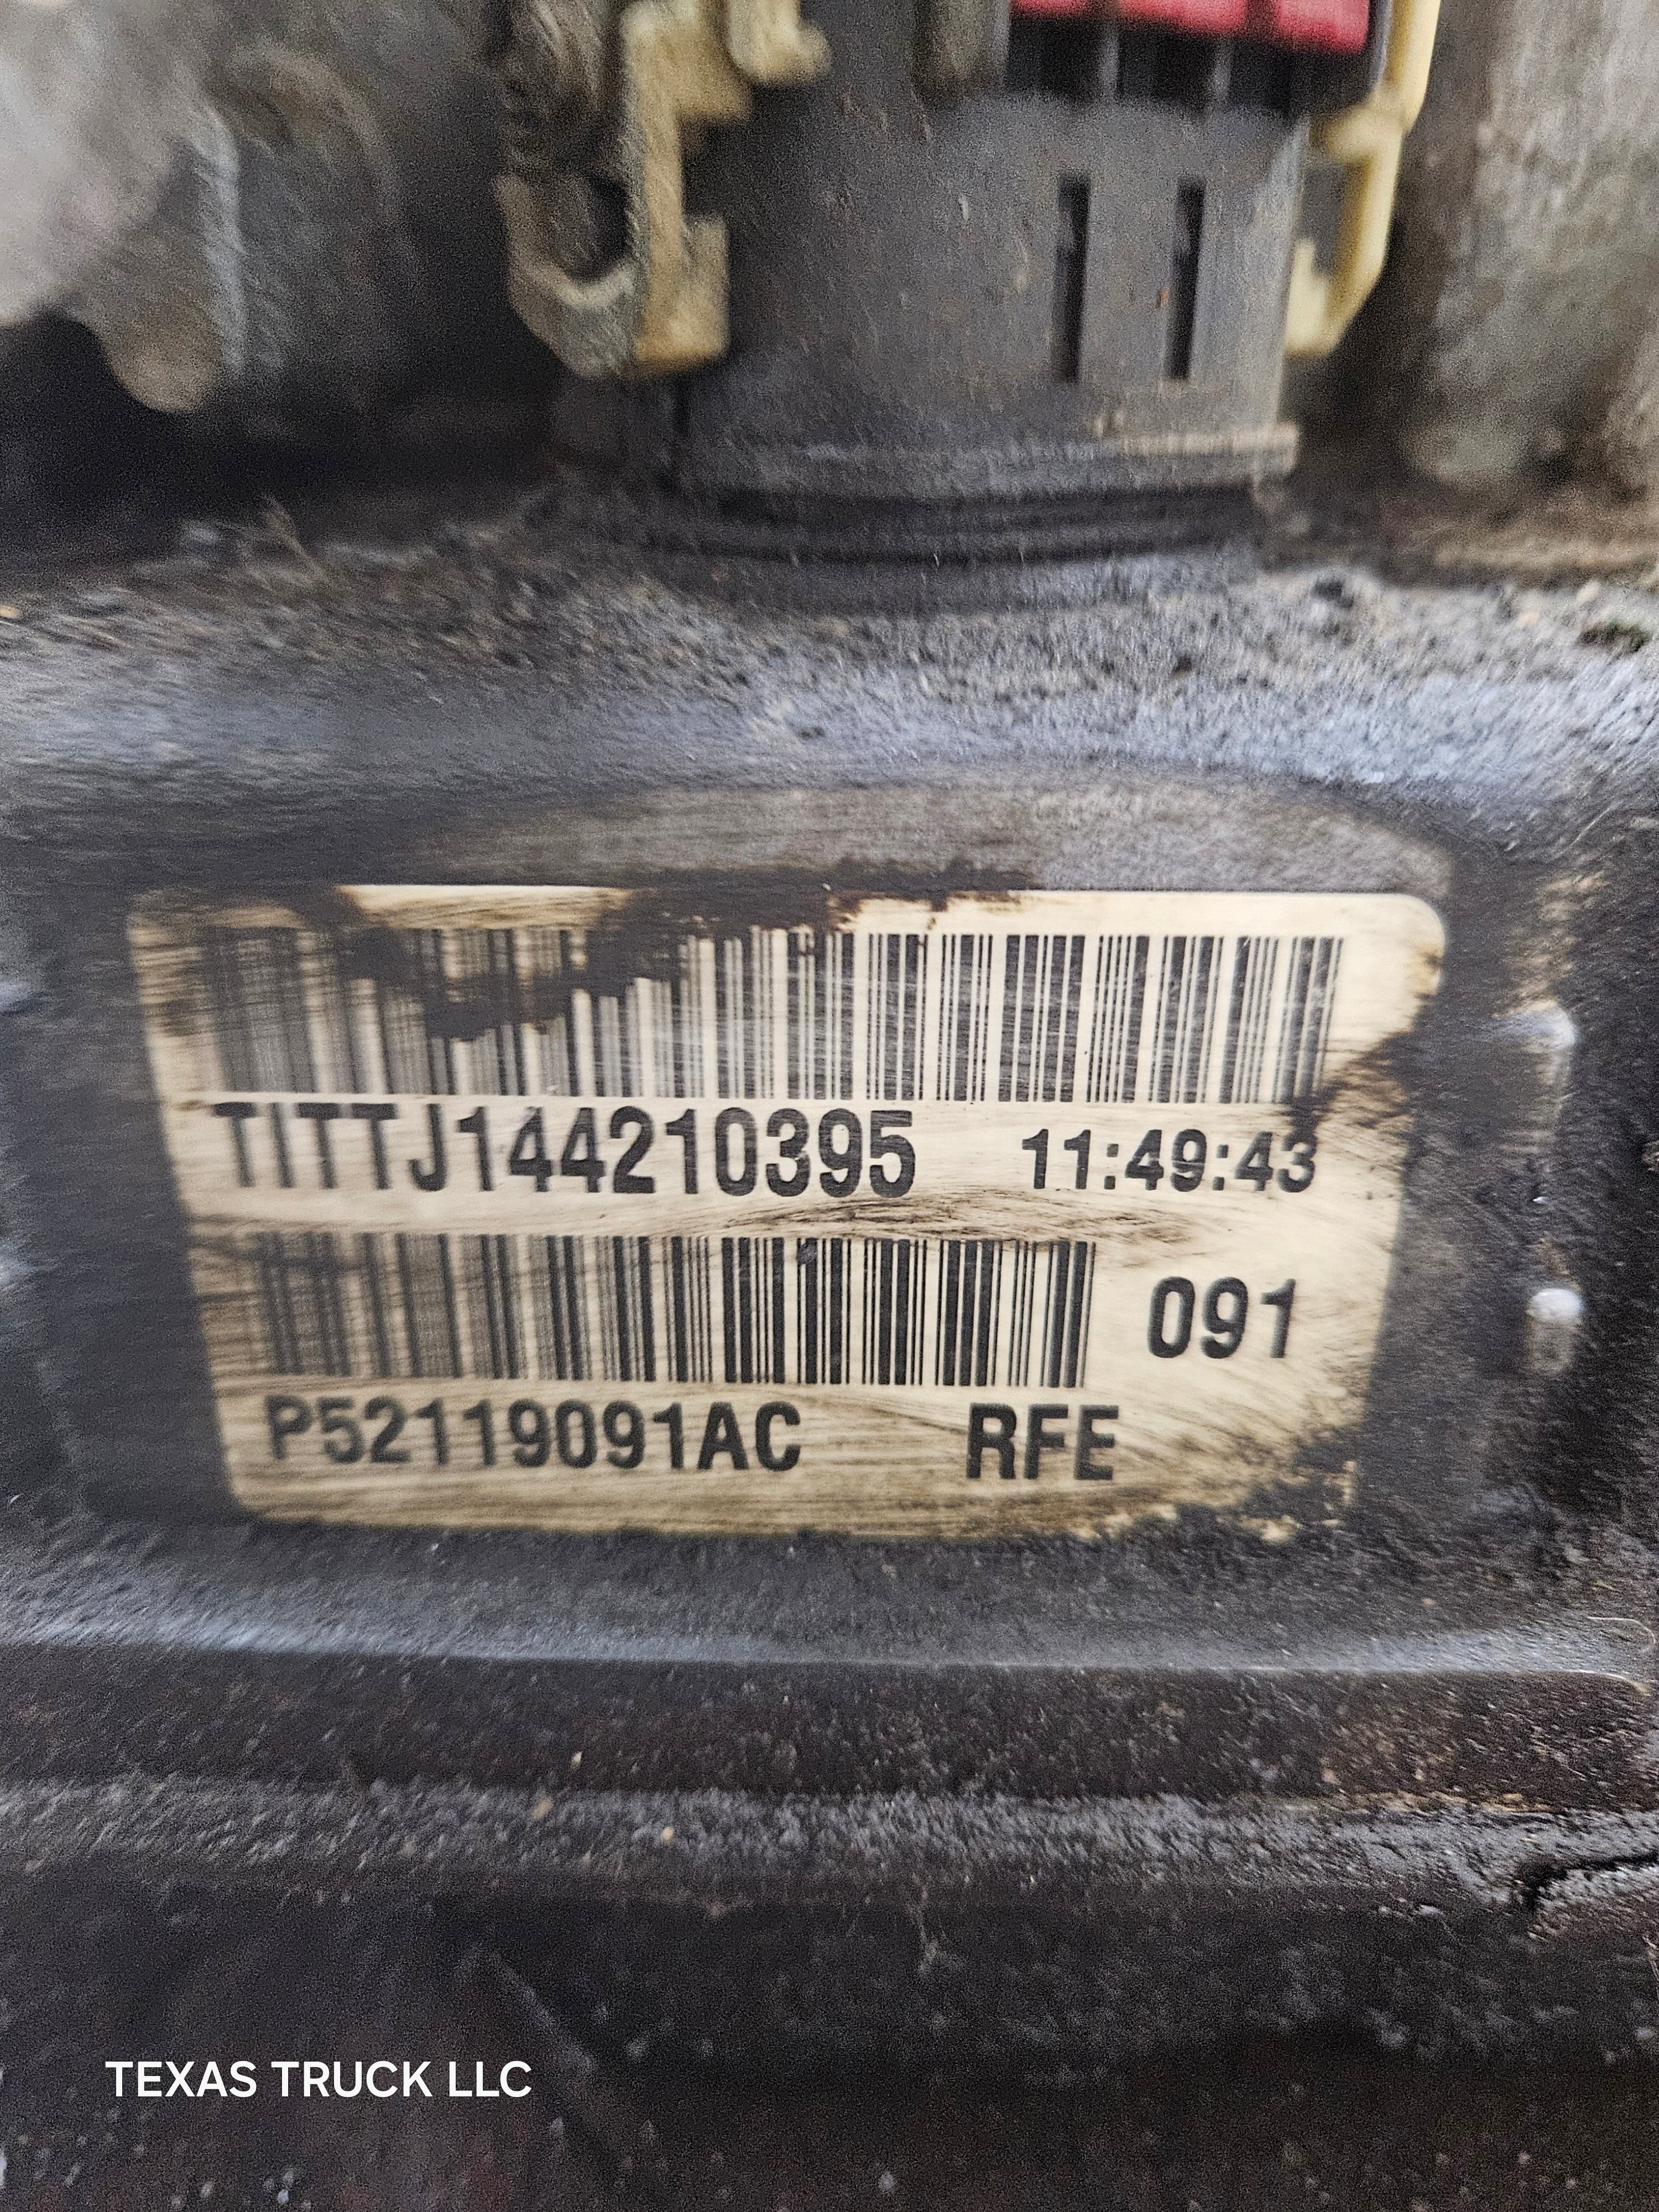 TITTJ144210395 11:49:43
091
P52119091AC RFE
TEXAS TRUCK LLC